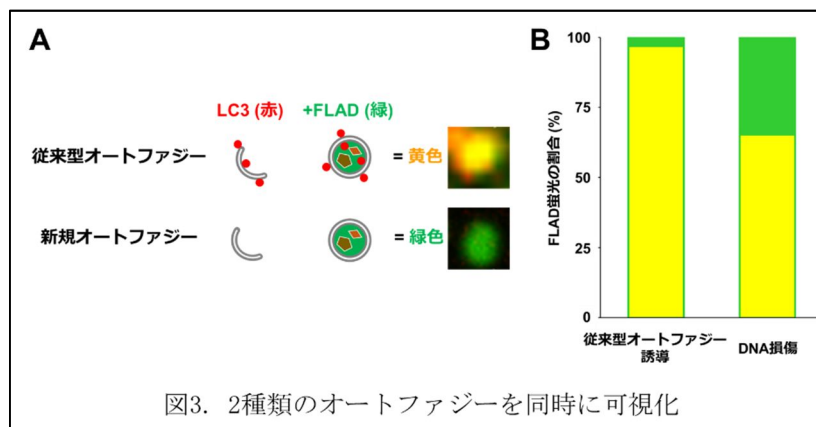 A
LC3 (赤)
+FLAD (緑)
従来型オートファジー
= 黄色
新規オートファジー
= 緑色
B
FLAD蛍光の割合 (%)
100
75
50
25
0
従来型オートファジー
誘導
DNA損傷
図3. 2種類のオートファジーを同時に可視化